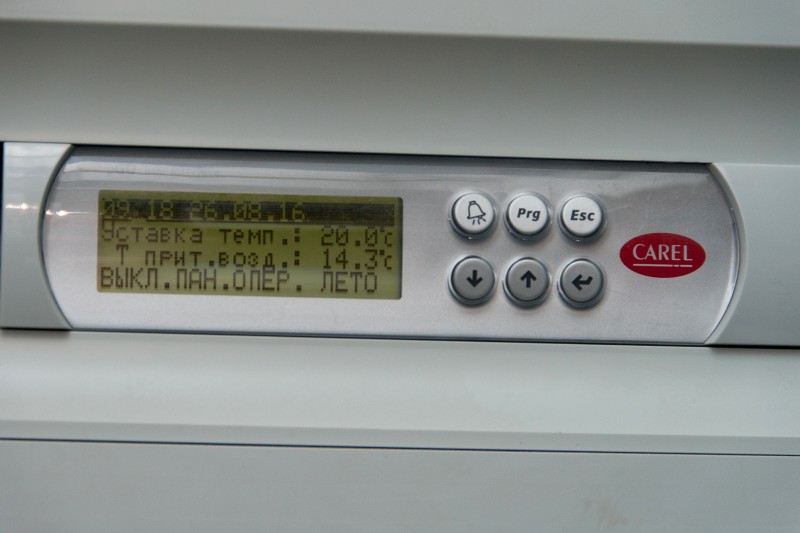 09:18 26.08.16
Уставка темп.: 20.0℃
Т прит.возд.: 14.3℃
ВЫКЛ.ПАН.ОПЕР. ЛЕТО
Prg
Esc
CAREL